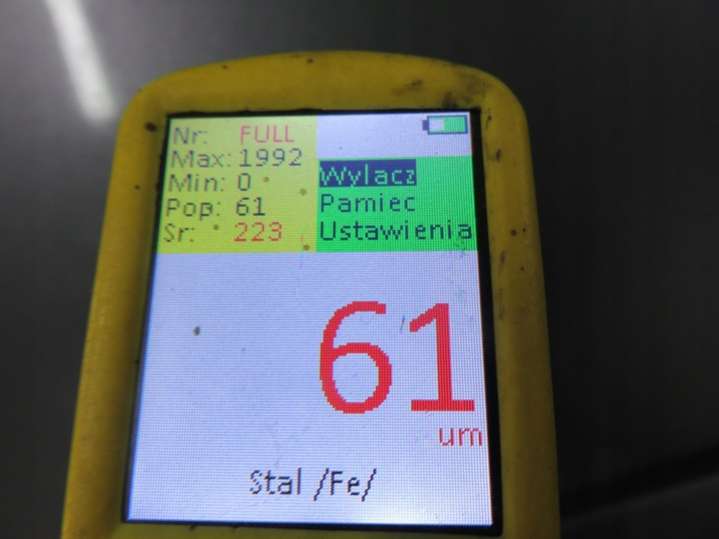 Nr: FULL
Max: 1992
Min: 0
Pop: 61
Sr: 223
Wylacz
Pamiec
Ustawienia
61
um
Stal /Fe/